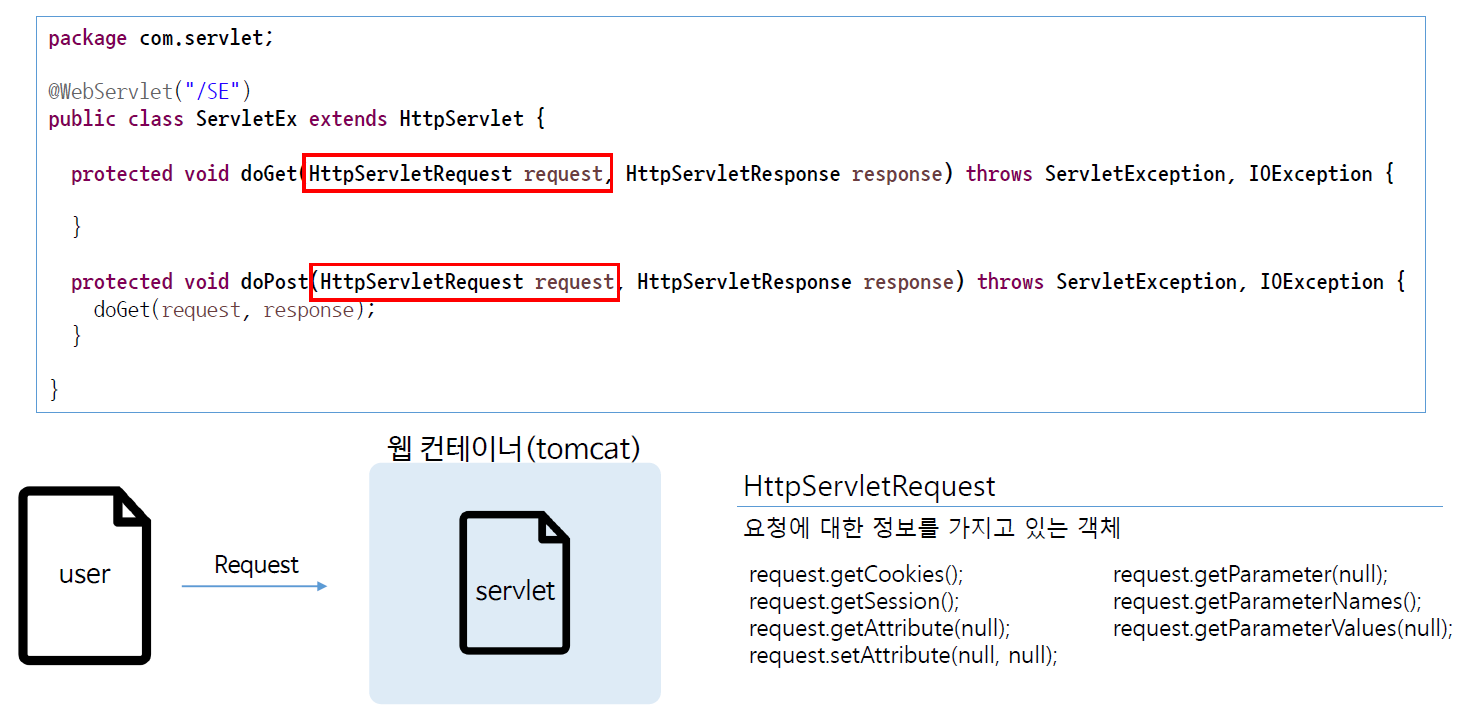 package com.servlet;
@WebServlet("/SE")
public class ServletEx extends HttpServlet {
protected void doGet(HttpServletRequest request, HttpServletResponse response) throws ServletException, IOException {
}
protected void doPost(HttpServletRequest request, HttpServletResponse response) throws ServletException, IOException {
doGet(request, response);
}
}
웹 컨테이너(tomcat)
user
Request
servlet
HttpServletRequest
요청에 대한 정보를 가지고 있는 객체
request.getCookies();
request.getSession();
request.getAttribute(null);
request.setAttribute(null, null);
request.getParameter(null);
request.getParameterNames();
request.getParameterValues(null);